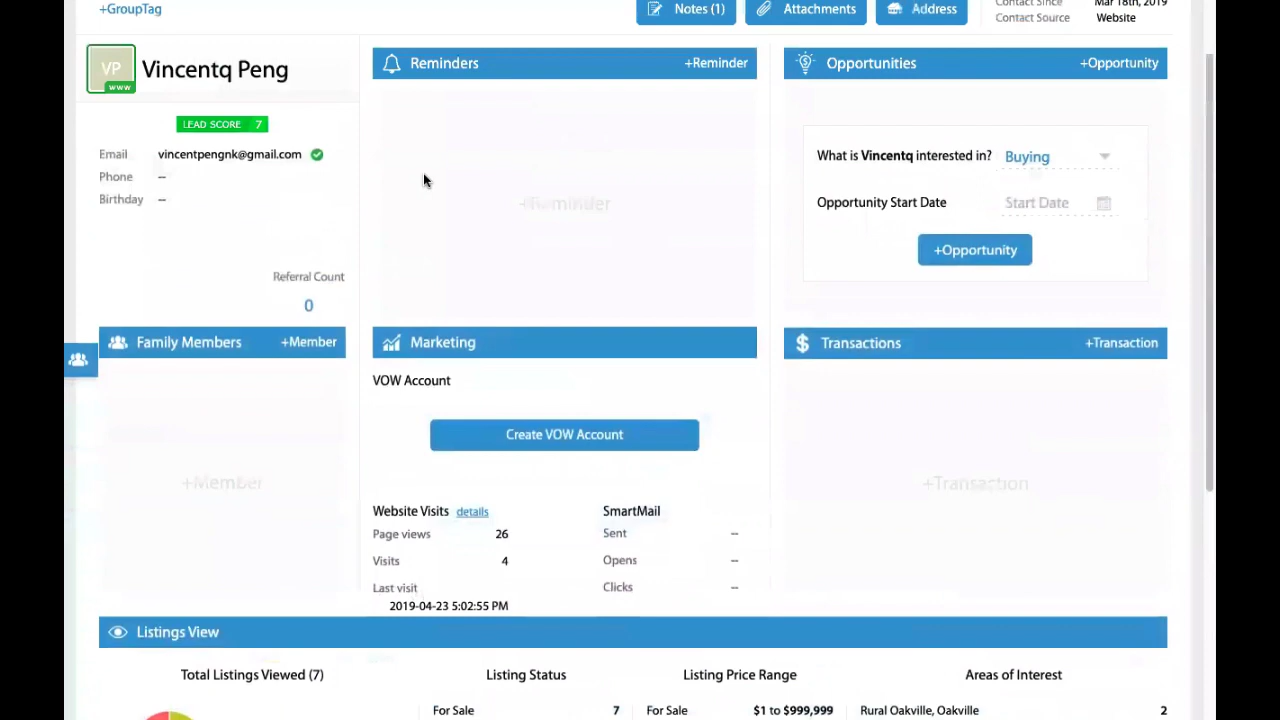 +GroupTag
Notes (1)
Attachments
Address
Contact Since
Mar 18th, 2019
Contact Source
Website
VP
www
Vincentq Peng
LEAD SCORE 7
Email vincentpengnk@gmail.com
Phone --
Birthday --
Referral Count
0
Reminders +Reminder
+Reminder
Opportunities +Opportunity
What is Vincentq interested in? Buying
Opportunity Start Date Start Date
+Opportunity
Family Members +Member
+Member
Marketing
VOW Account
Create VOW Account
Website Visits details
Page views 26
Visits 4
Last visit
2019-04-23 5:02:55 PM
SmartMail
Sent --
Opens --
Clicks --
Transactions +Transaction
+Transaction
Listings View
Total Listings Viewed (7)
Listing Status
For Sale 7
Listing Price Range
For Sale $1 to $999,999
Areas of Interest
Rural Oakville, Oakville 2